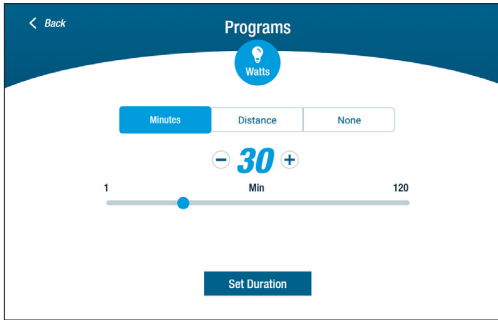 Back
Programs
Watts
Minutes Distance None
30
1 Min 120
Set Duration